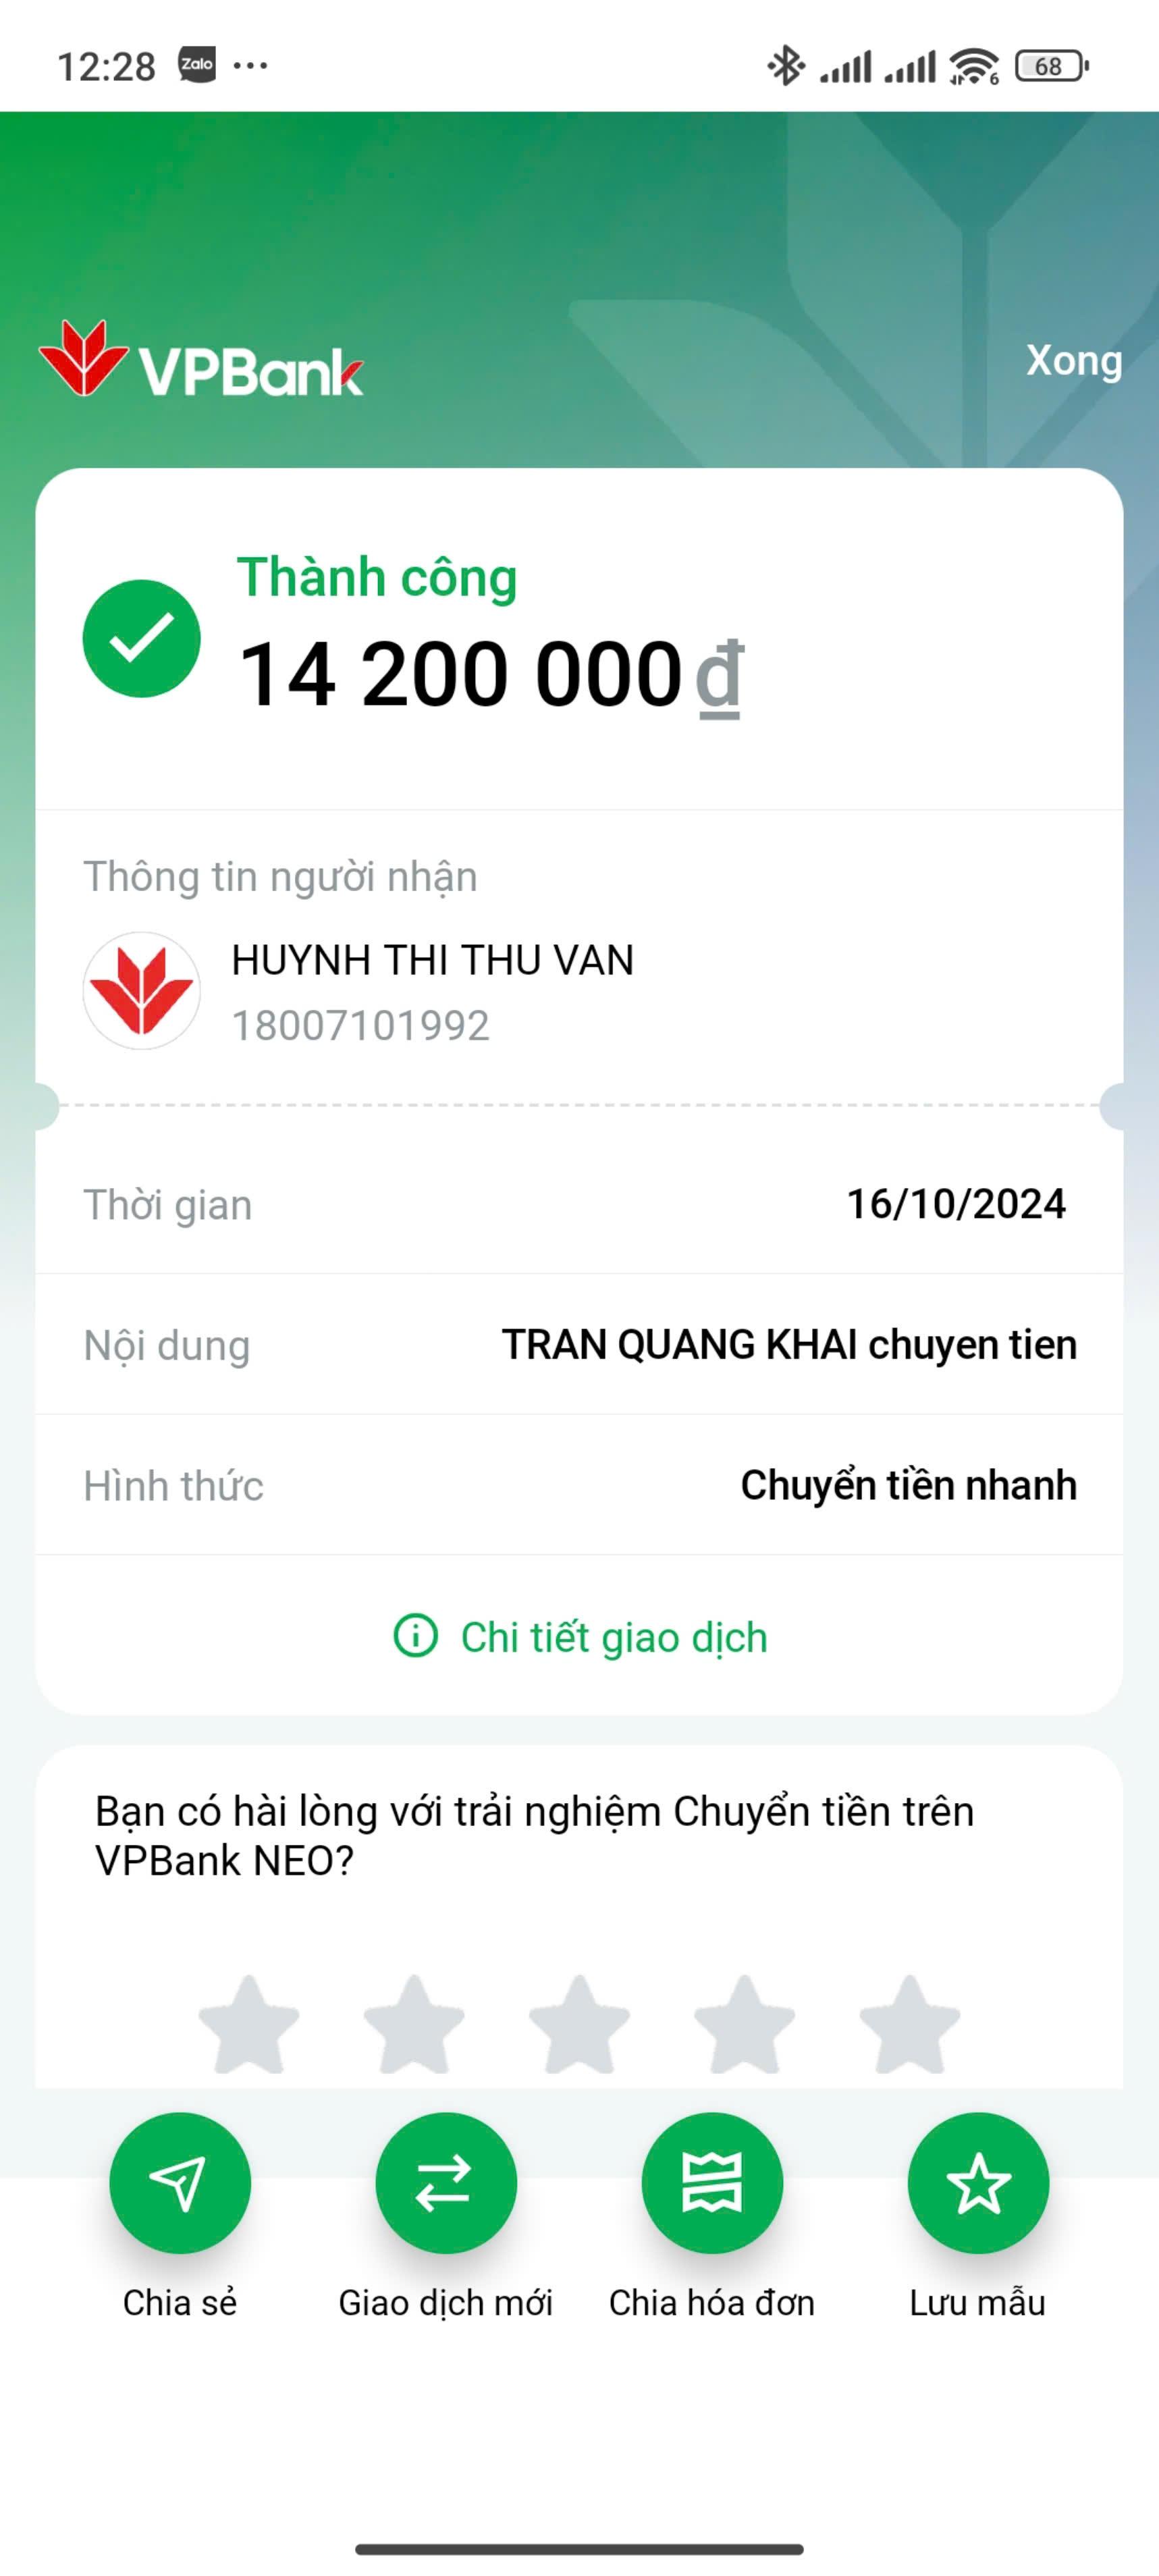 12:28 Zalo ...
6 68
VPBank
Xong
Thành công
14 200 000 đ
Thông tin người nhận
HUYNH THI THU VAN
18007101992
Thời gian 16/10/2024
Nội dung TRAN QUANG KHAI chuyen tien
Hình thức Chuyển tiền nhanh
Chi tiết giao dịch
Bạn có hài lòng với trải nghiệm Chuyển tiền trên
VPBank NEO?
Chia sẻ Giao dịch mới Chia hóa đơn Lưu mẫu